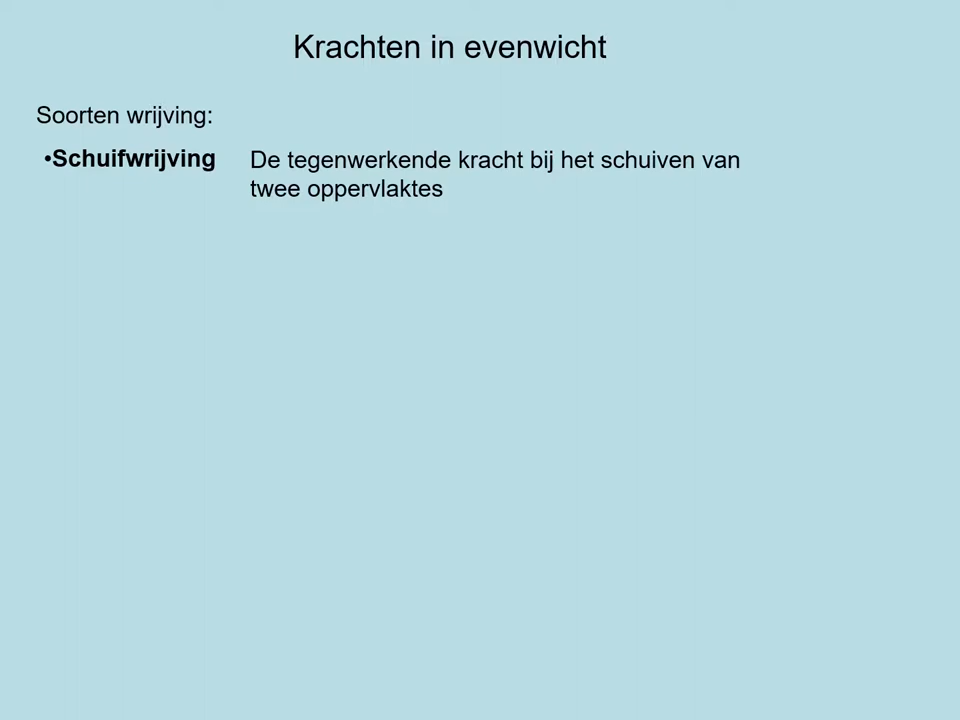 Krachten in evenwicht
Soorten wrijving:
•Schuifwrijving De tegenwerkende kracht bij het schuiven van
twee oppervlaktes